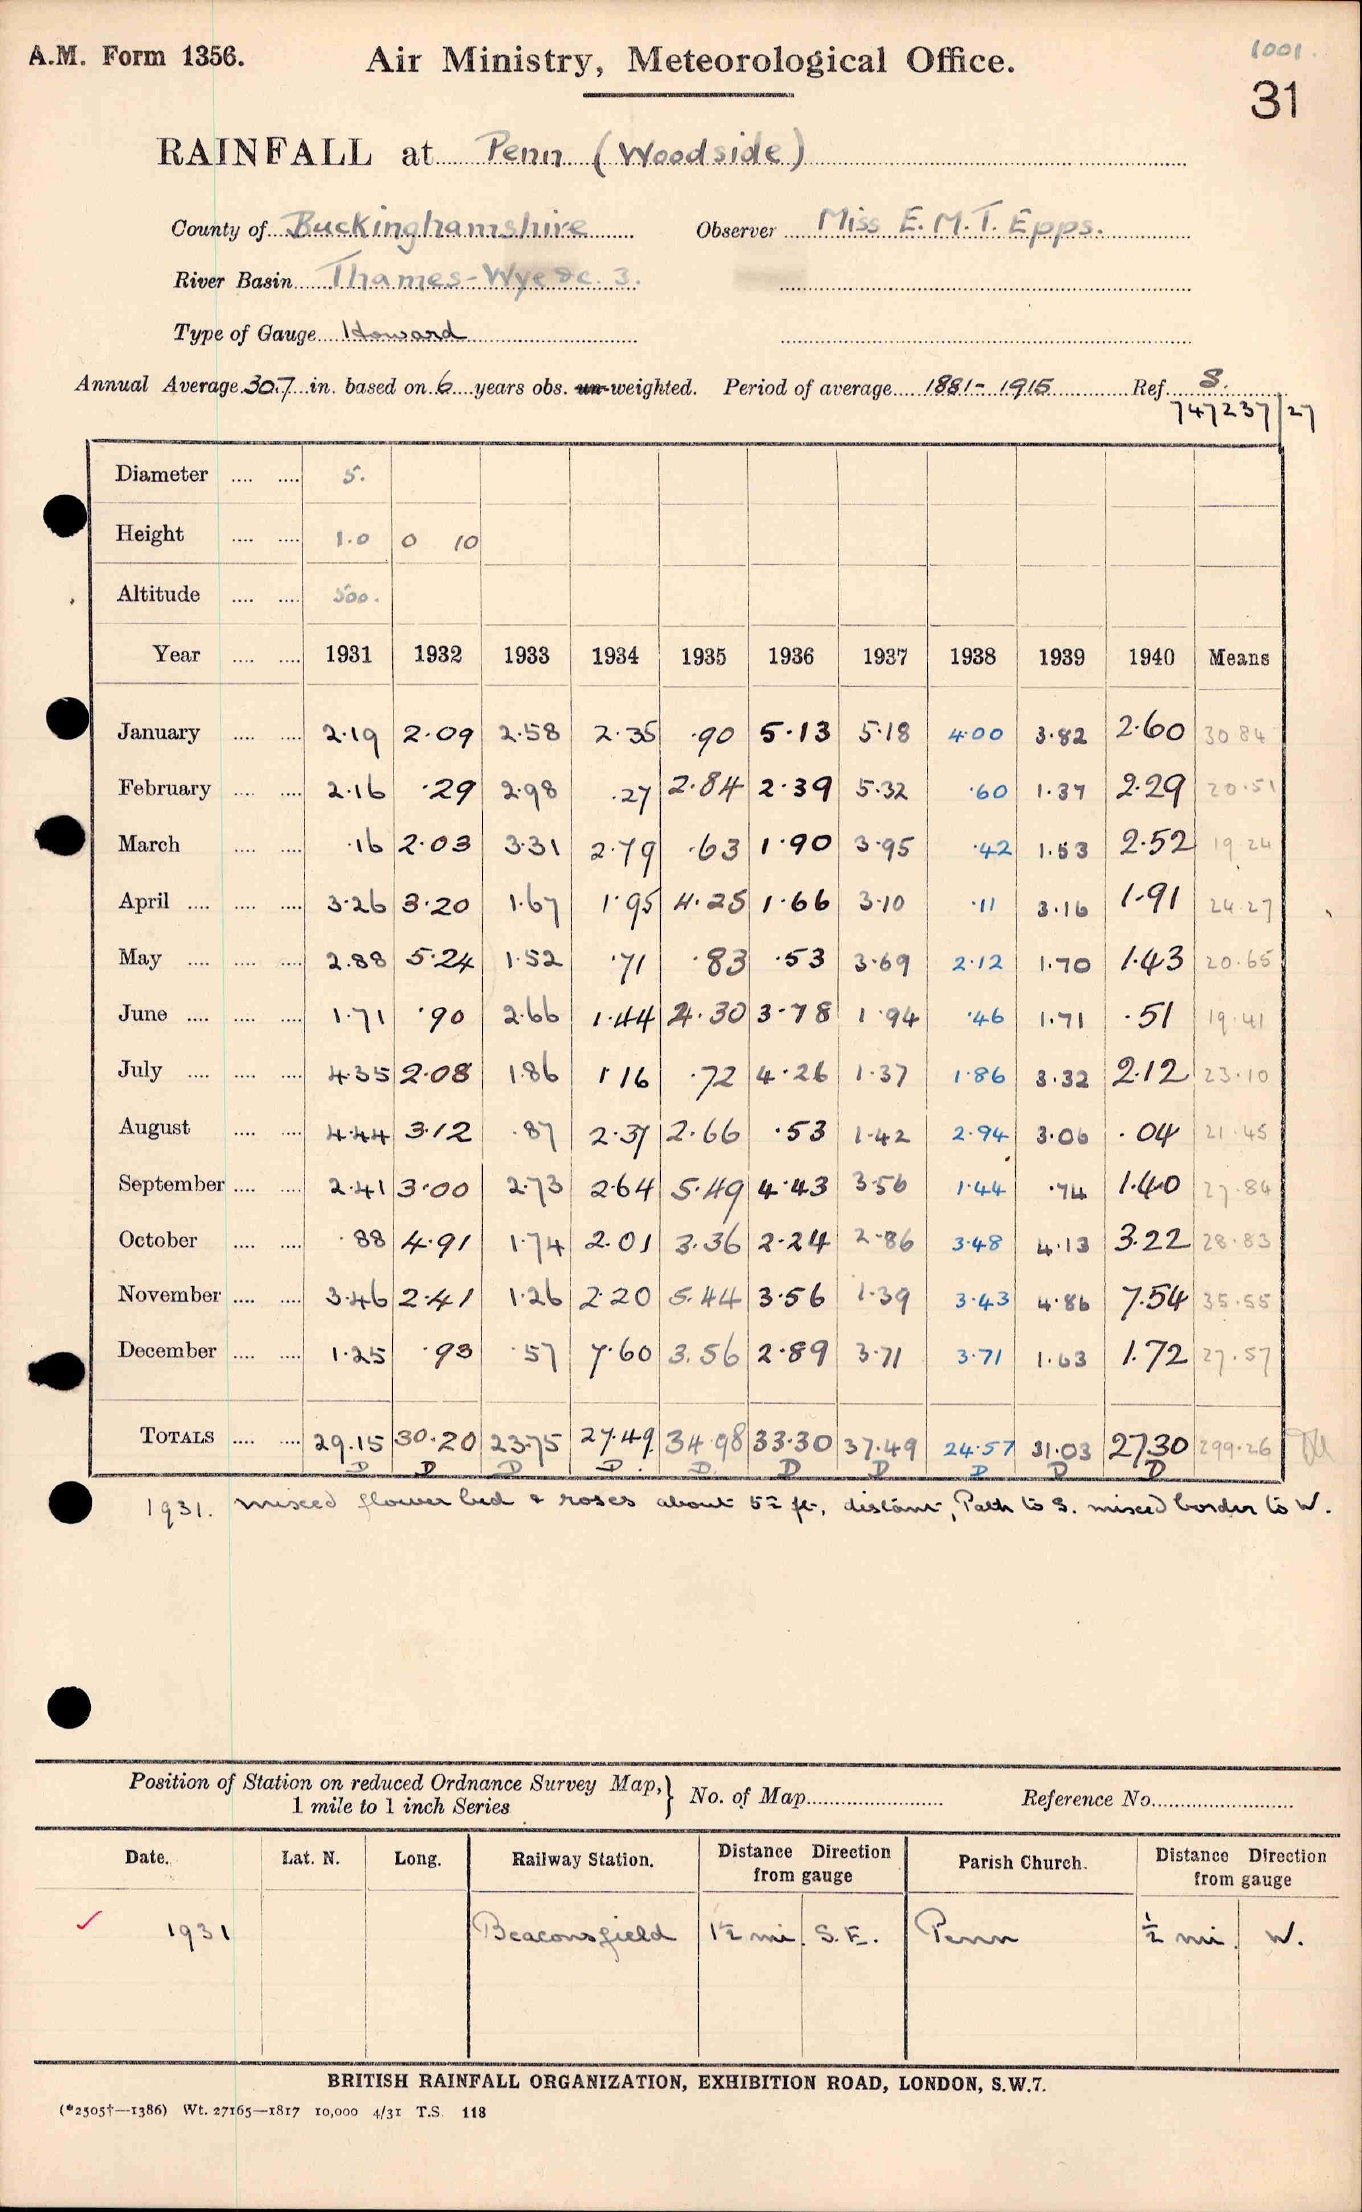 A.M. Form 1356. Air Ministry, Meteorological Office. 1001.
31
RAINFALL at Penn (Woodside)
County of Buckinghamshire Observer Miss E.M.T. Epps.
River Basin Thames-Wye &c. 3.
Type of Gauge Howard
Annual Average 30.7 in. based on 6 years obs. un-weighted. Period of average 1881-1915 Ref. S.
747237/27
Diameter .... .... 5.
Height .... .... 1.0 0 10
Altitude .... .... 500.
Year .... .... 1931 1932 1933 1934 1935 1936 1937 1938 1939 1940 Means
January .... .... 2.19 2.09 2.58 2.35 .90 5.13 5.18 4.00 3.82 2.60 30 84
February .... .... 2.16 .29 2.98 .27 2.84 2.39 5.32 .60 1.37 2.29 20.51
March .... .... .16 2.03 3.31 2.79 .63 1.90 3.95 .42 1.53 2.52 19.24
April .... .... .... 3.26 3.20 1.67 1.95 4.25 1.66 3.10 .11 3.16 1.91 24.27
May .... .... .... 2.88 5.24 1.52 .71 .83 .53 3.69 2.12 1.70 1.43 20.65
June .... .... .... 1.71 .90 2.66 1.44 4.30 3.78 1.94 .46 1.71 .51 19.41
July .... .... .... 4.35 2.08 1.86 1.16 .72 4.26 1.37 1.86 3.32 2.12 23.10
August .... .... 4.44 3.12 .87 2.37 2.66 .53 1.42 2.94 3.06 .04 21.45
September .... .... 2.41 3.00 2.73 2.64 5.49 4.43 3.56 1.44 .74 1.40 27.84
October .... .... .88 4.91 1.74 2.01 3.36 2.24 2.86 3.48 4.13 3.22 28.83
November .... .... 3.46 2.41 1.26 2.20 5.44 3.56 1.39 3.43 4.86 7.54 35.55
December .... .... 1.25 .93 .57 7.60 3.56 2.89 3.71 3.71 1.63 1.72 27.57
TOTALS .... .... 29.15 30.20 23.75 27.49 34.98 33.30 37.49 24.57 31.03 27.30 299.26
D D D D D D D D D D
1931. mixed flower bed & roses about 5½ ft. distant, Path to S. mixed border to W.
Position of Station on reduced Ordnance Survey Map, } No. of Map Reference No.
1 mile to 1 inch Series
Date. Lat. N. Long. Railway Station. Distance Direction from gauge Parish Church. Distance Direction from gauge
✓ 1931 Beaconsfield 1½ mi. S.E. Penn ½ mi. W.
BRITISH RAINFALL ORGANIZATION, EXHIBITION ROAD, LONDON, S.W.7.
(*2505†—1386) Wt. 27165—1817 10,000 4/31 T.S. 118